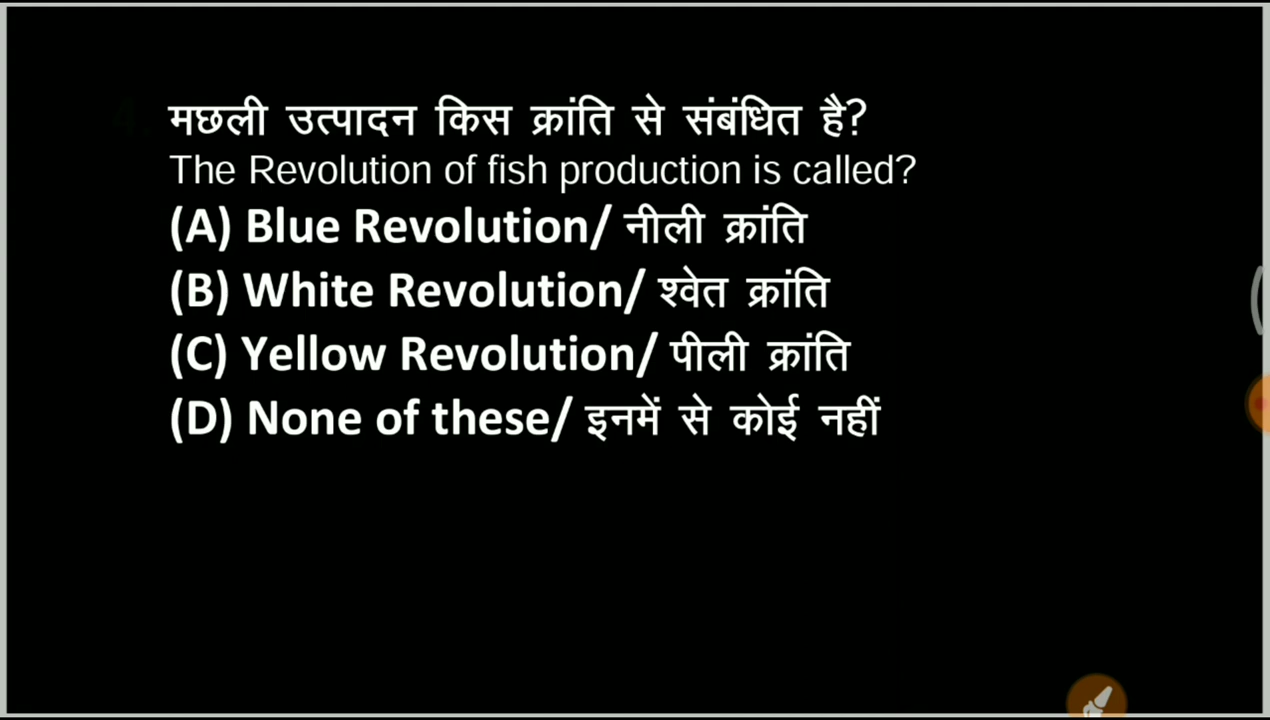 मछली उत्पादन किस क्रांति से संबंधित है?
The Revolution of fish production is called?
(A) Blue Revolution/ नीली क्रांति
(B) White Revolution/ श्वेत क्रांति
(C) Yellow Revolution/ पीली क्रांति
(D) None of these/ इनमें से कोई नहीं